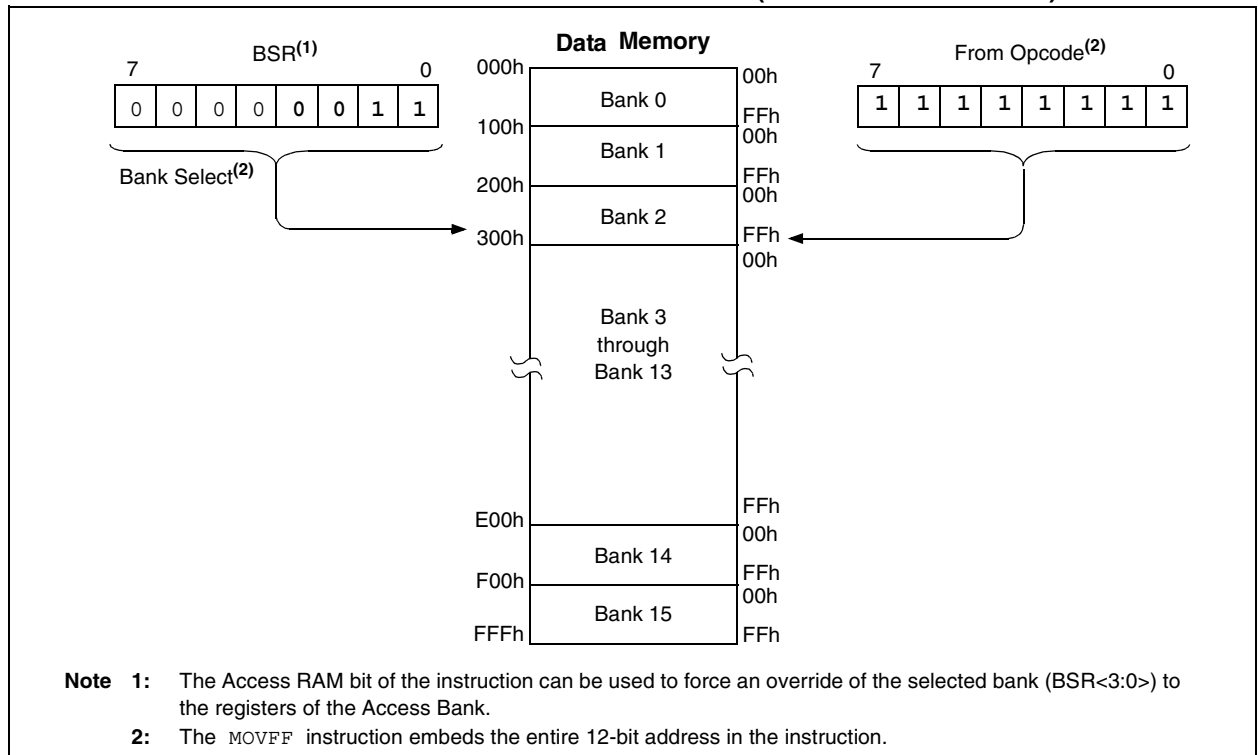 Data Memory
BSR(1)
7 0
0 0 0 0 0 0 1 1
Bank Select(2)
From Opcode(2)
7 0
1 1 1 1 1 1 1 1
000h
Bank 0
00h
FFh
100h
Bank 1
00h
FFh
200h
Bank 2
00h
FFh
300h
Bank 3
through
Bank 13
00h
FFh
E00h
Bank 14
00h
FFh
F00h
Bank 15
00h
FFFh
FFh
Note 1: The Access RAM bit of the instruction can be used to force an override of the selected bank (BSR<3:0>) to
the registers of the Access Bank.
2: The MOVFF instruction embeds the entire 12-bit address in the instruction.